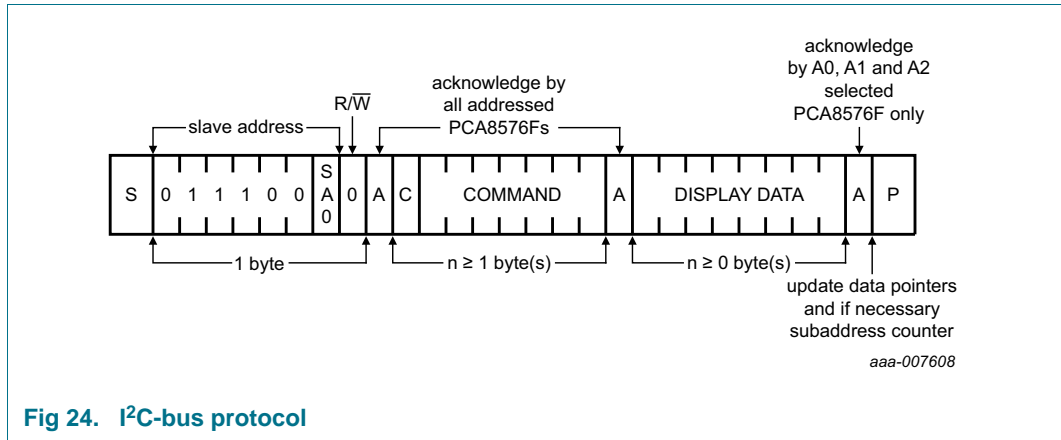 acknowledge
by A0, A1 and A2
selected
PCA8576F only
acknowledge by
all addressed
PCA8576Fs
R/W̅
slave address
S 0 1 1 1 0 0 SA0 0 A C COMMAND A DISPLAY DATA A P
1 byte
n ≥ 1 byte(s)
n ≥ 0 byte(s)
update data pointers
and if necessary
subaddress counter
aaa-007608
Fig 24. I²C-bus protocol